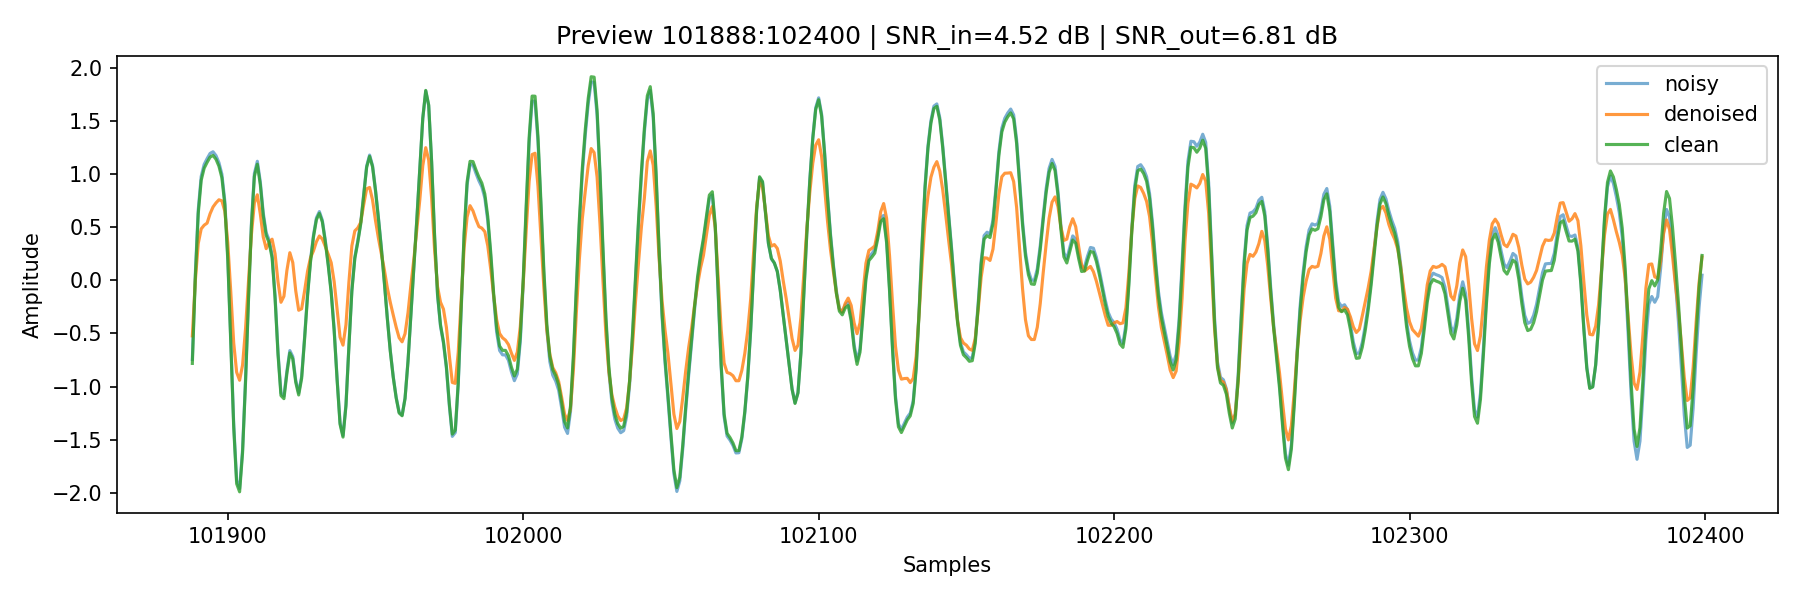 Preview 101888:102400 | SNR_in=4.52 dB | SNR_out=6.81 dB
noisy
denoised
clean
Amplitude
2.0
1.5
1.0
0.5
0.0
−0.5
−1.0
−1.5
−2.0
101900 102000 102100 102200 102300 102400
Samples